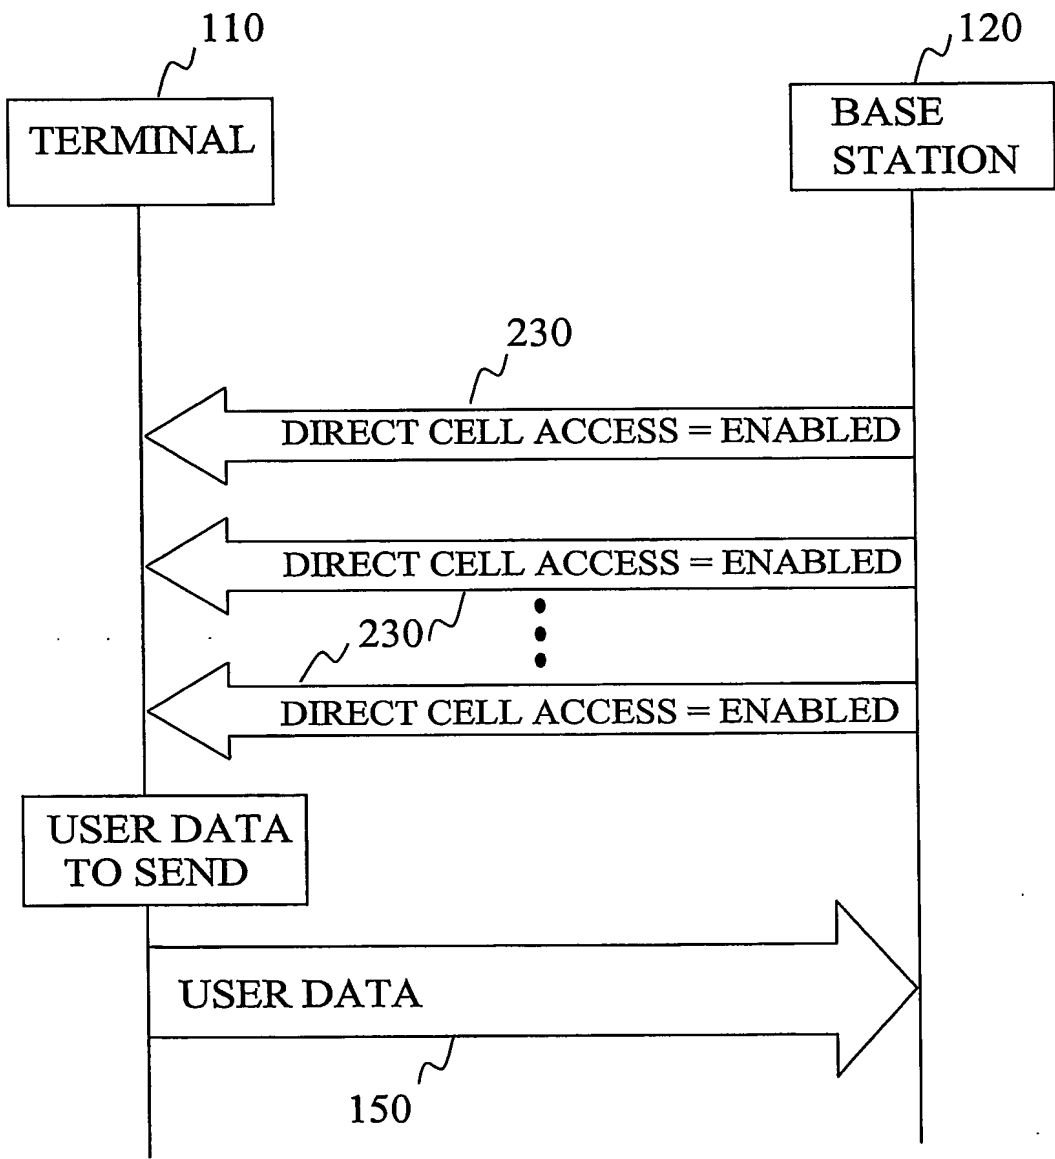 110
120
TERMINAL
BASE
STATION
230
DIRECT CELL ACCESS = ENABLED
DIRECT CELL ACCESS = ENABLED
230
DIRECT CELL ACCESS = ENABLED
USER DATA
TO SEND
USER DATA
150